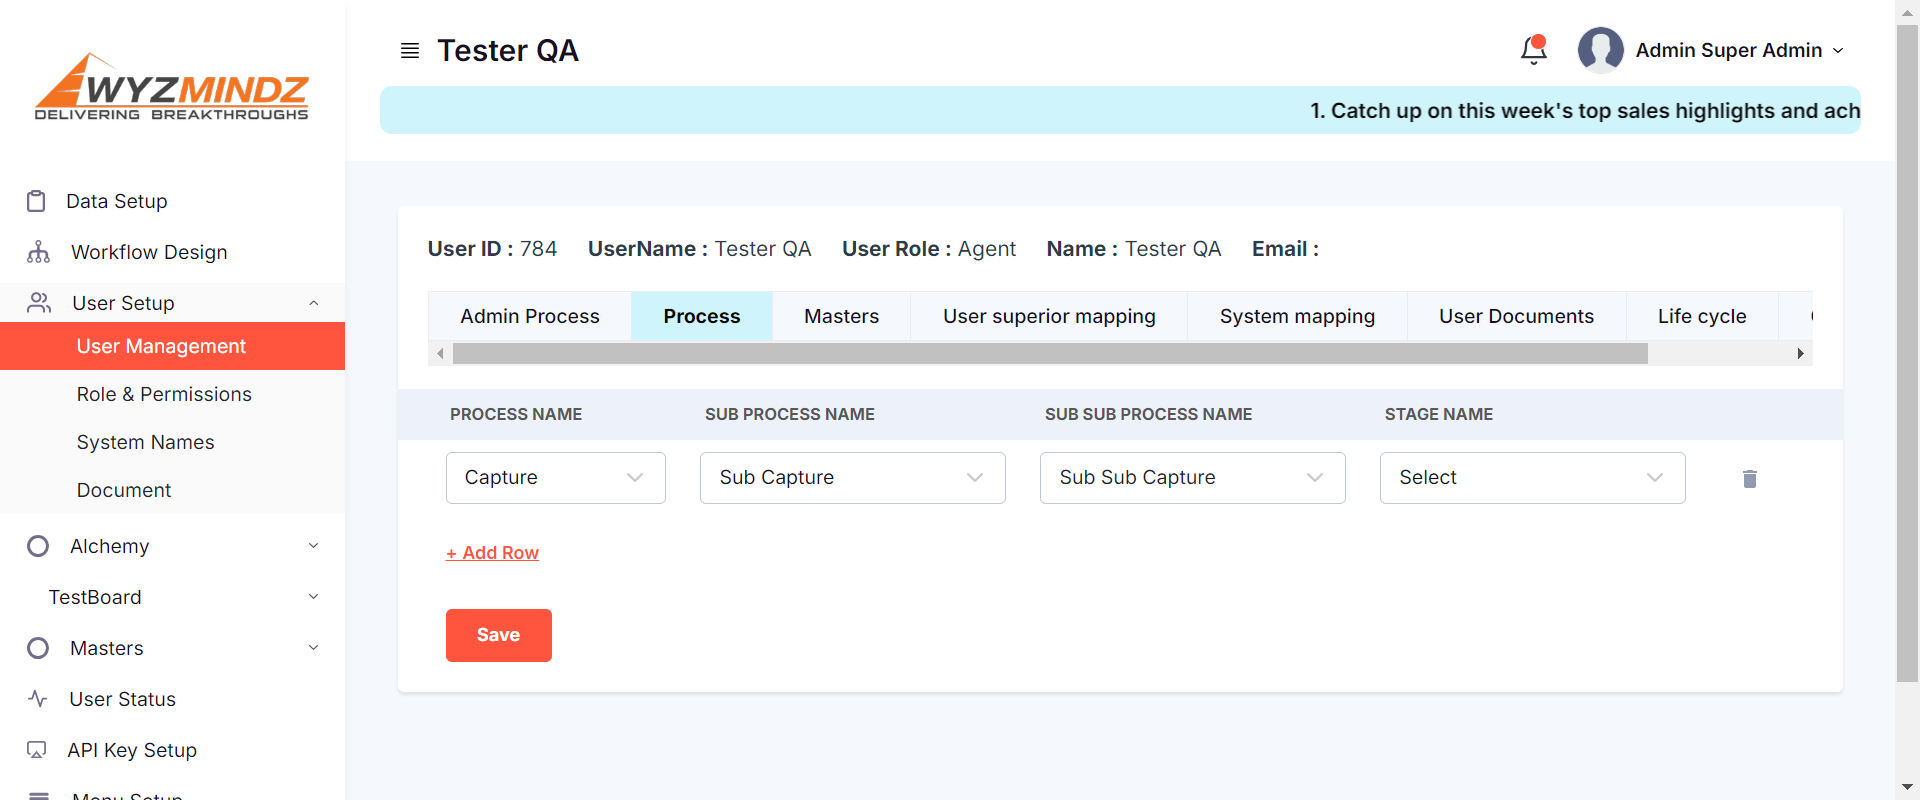 WYZMINDZ
DELIVERING BREAKTHROUGHS
Data Setup
Workflow Design
User Setup
User Management
Role & Permissions
System Names
Document
Alchemy
TestBoard
Masters
User Status
API Key Setup
Menu Setup
Tester QA
Admin Super Admin
1. Catch up on this week's top sales highlights and ach
User ID : 784 UserName : Tester QA User Role : Agent Name : Tester QA Email :
Admin Process Process Masters User superior mapping System mapping User Documents Life cycle
PROCESS NAME SUB PROCESS NAME SUB SUB PROCESS NAME STAGE NAME
Capture Sub Capture Sub Sub Capture Select
+ Add Row
Save